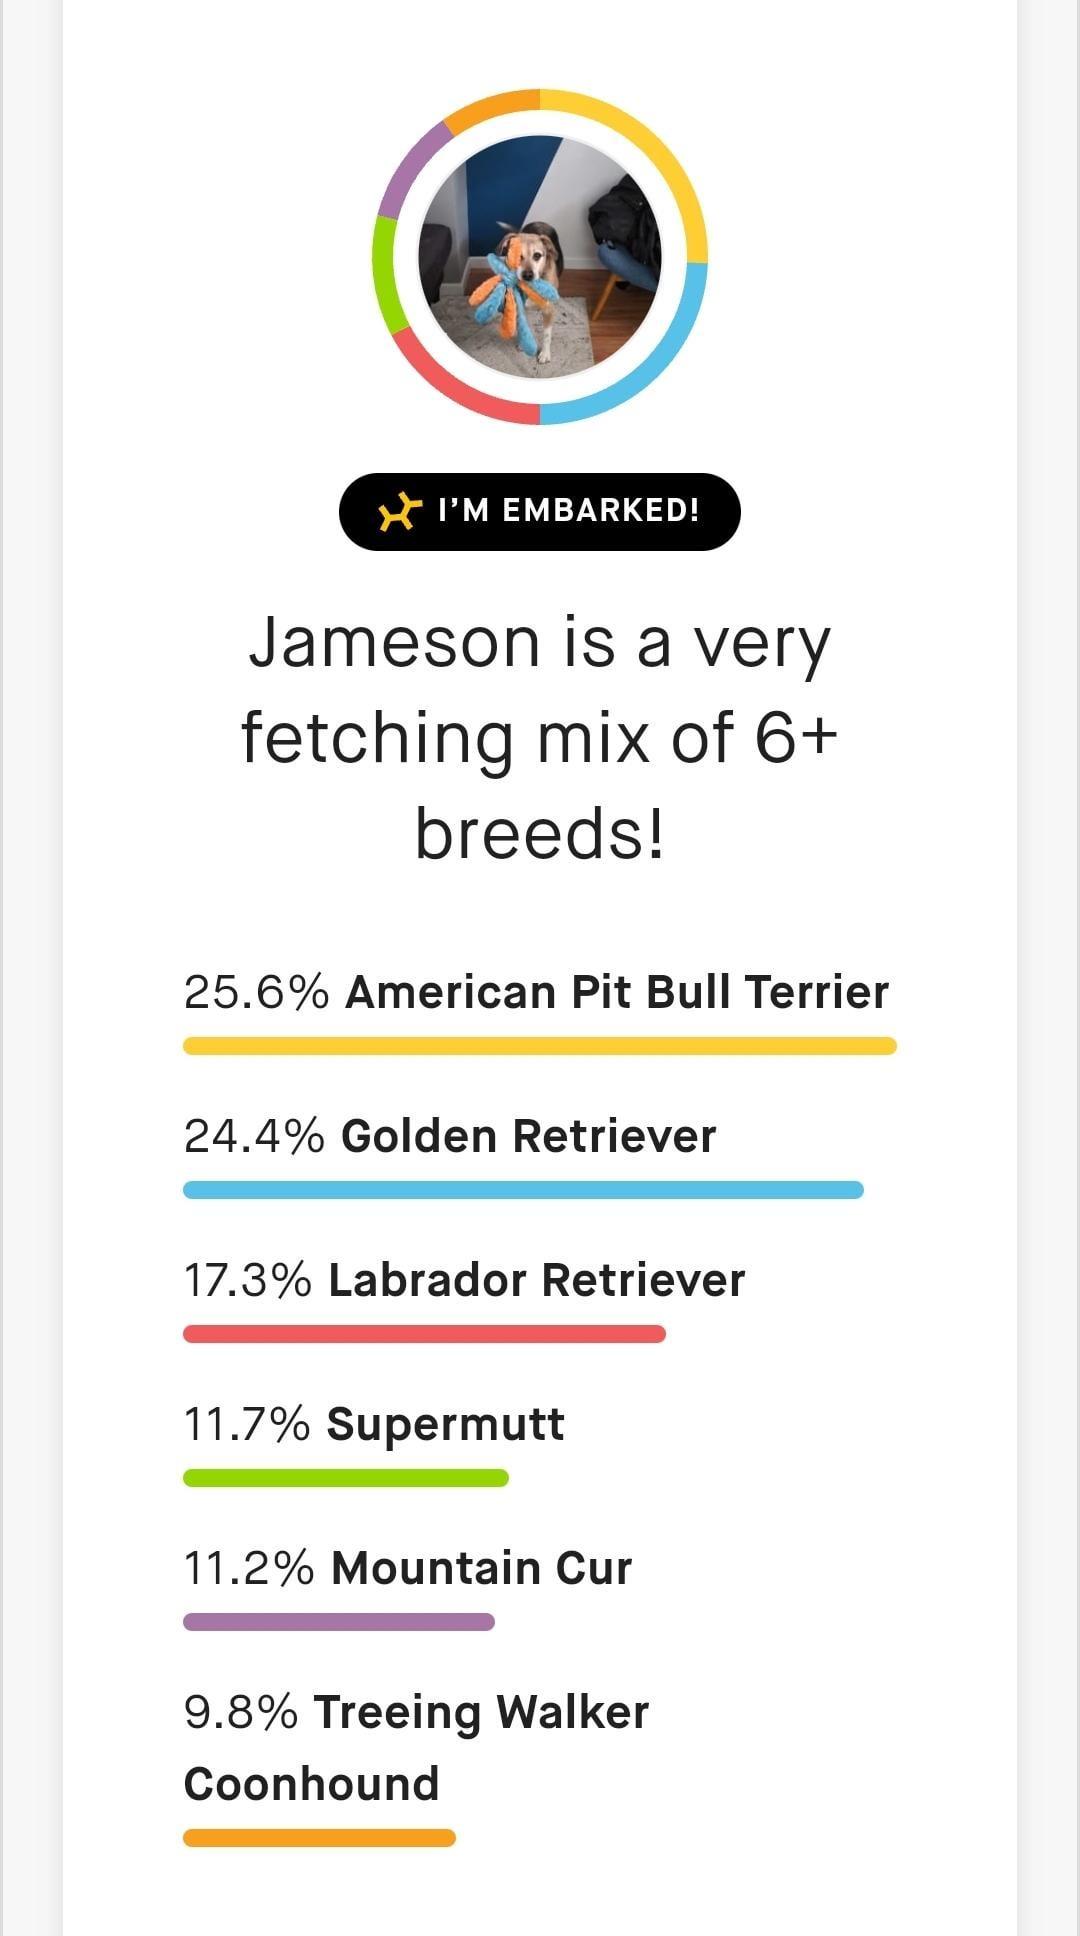 I’M EMBARKED!
Jameson is a very
fetching mix of 6+
breeds!
25.6% American Pit Bull Terrier
24.4% Golden Retriever
17.3% Labrador Retriever
11.7% Supermutt
11.2% Mountain Cur
9.8% Treeing Walker
Coonhound